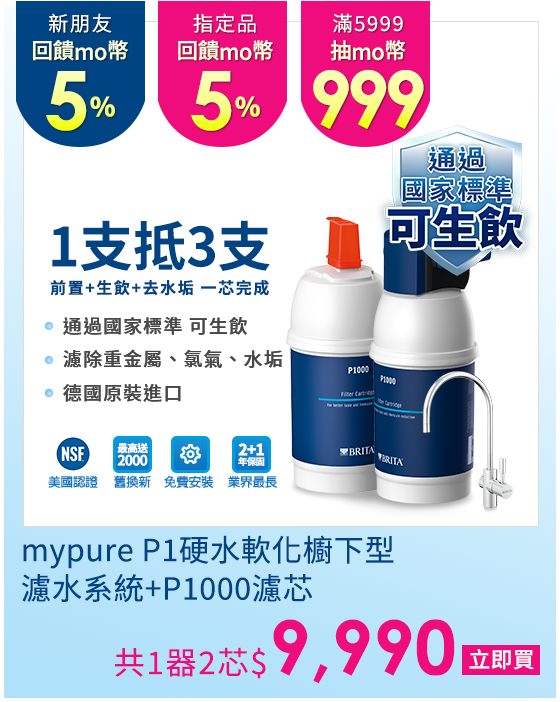 新朋友
回饋mo幣
5%
指定品
回饋mo幣
5%
滿5999
抽mo幣
999
通過
國家標準
可生飲
1支抵3支
前置+生飲+去水垢 一芯完成
通過國家標準 可生飲
濾除重金屬、氯氣、水垢
德國原裝進口
P1000
Filter Cartridge
BRITA
P1000
Filter Cartridge
BRITA
NSF
美國認證
最高送
2000
舊換新
免費安裝
2+1
年保固
業界最長
mypure P1硬水軟化櫥下型
濾水系統+P1000濾芯
共1器2芯$9,990
立即買